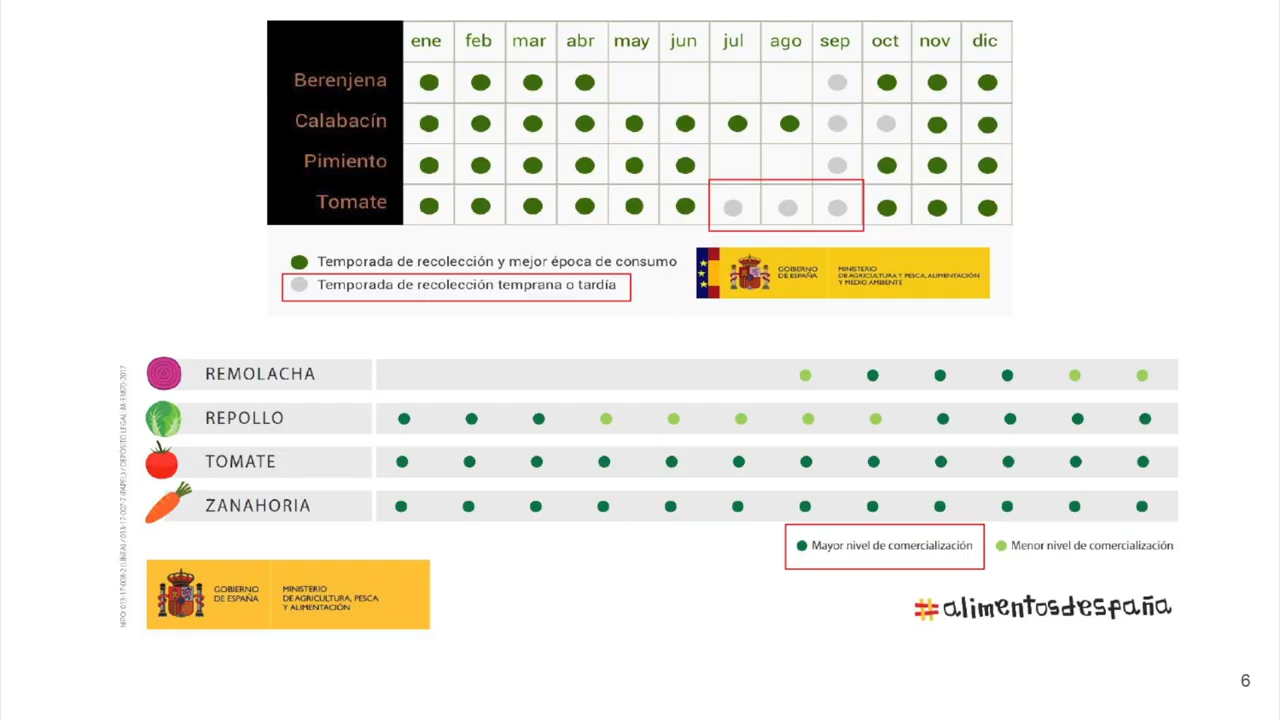 ene feb mar abr may jun jul ago sep oct nov dic
Berenjena
Calabacín
Pimiento
Tomate
Temporada de recolección y mejor época de consumo
Temporada de recolección temprana o tardía
GOBIERNO
DE ESPAÑA
MINISTERIO
DE AGRICULTURA Y PESCA, ALIMENTACIÓN
Y MEDIO AMBIENTE
REMOLACHA
REPOLLO
TOMATE
ZANAHORIA
Mayor nivel de comercialización
Menor nivel de comercialización
GOBIERNO
DE ESPAÑA
MINISTERIO
DE AGRICULTURA, PESCA
Y ALIMENTACIÓN
#alimentosdespaña
6